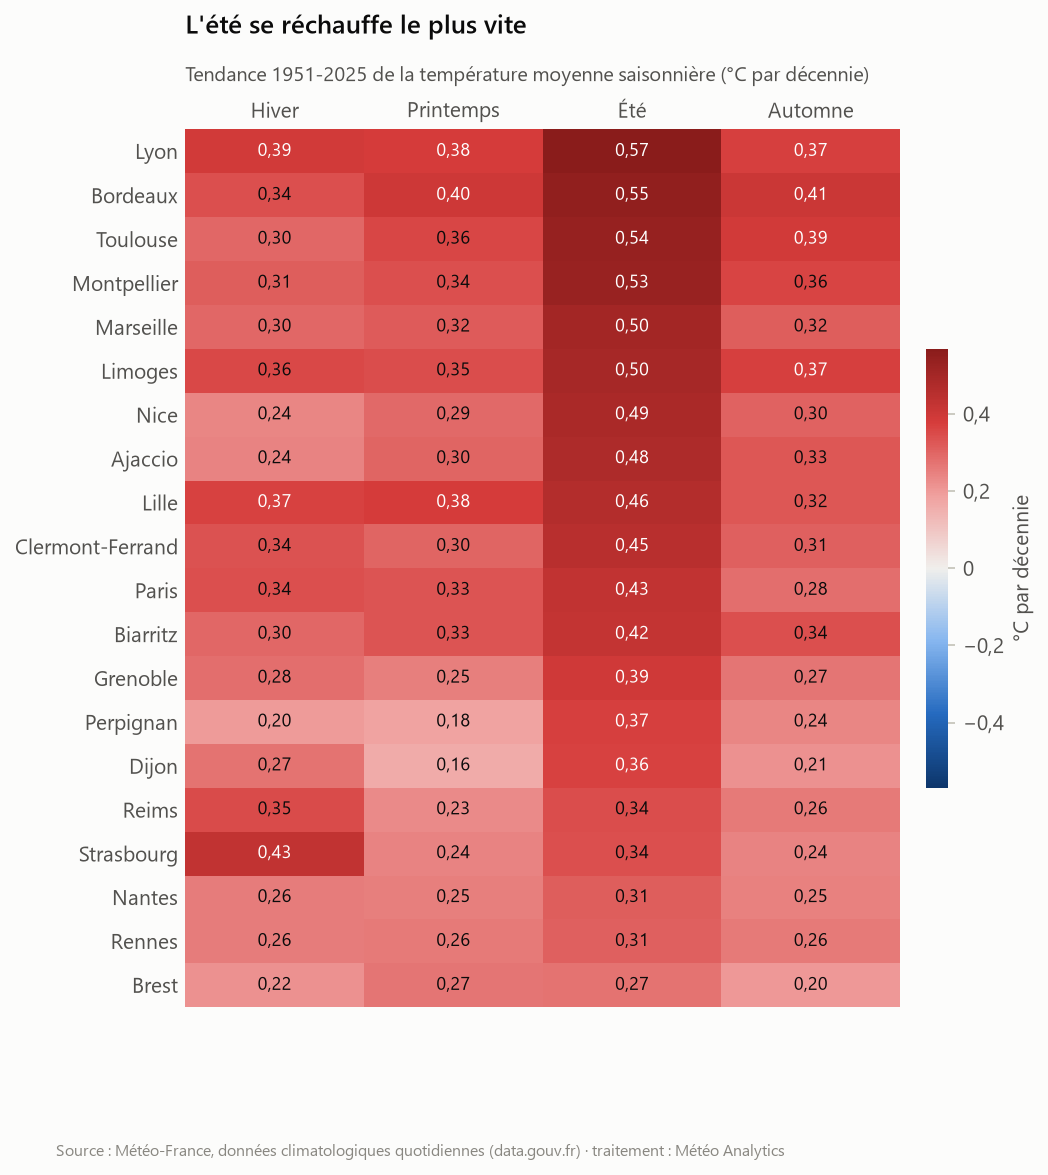 L'été se réchauffe le plus vite
Tendance 1951-2025 de la température moyenne saisonnière (°C par décennie)
Hiver Printemps Été Automne
Lyon 0,39 0,38 0,57 0,37
Bordeaux 0,34 0,40 0,55 0,41
Toulouse 0,30 0,36 0,54 0,39
Montpellier 0,31 0,34 0,53 0,36
Marseille 0,30 0,32 0,50 0,32
Limoges 0,36 0,35 0,50 0,37
Nice 0,24 0,29 0,49 0,30
Ajaccio 0,24 0,30 0,48 0,33
Lille 0,37 0,38 0,46 0,32
Clermont-Ferrand 0,34 0,30 0,45 0,31
Paris 0,34 0,33 0,43 0,28
Biarritz 0,30 0,33 0,42 0,34
Grenoble 0,28 0,25 0,39 0,27
Perpignan 0,20 0,18 0,37 0,24
Dijon 0,27 0,16 0,36 0,21
Reims 0,35 0,23 0,34 0,26
Strasbourg 0,43 0,24 0,34 0,24
Nantes 0,26 0,25 0,31 0,25
Rennes 0,26 0,26 0,31 0,26
Brest 0,22 0,27 0,27 0,20
0,4
0,2
0
−0,2
−0,4
°C par décennie
Source : Météo-France, données climatologiques quotidiennes (data.gouv.fr) · traitement : Météo Analytics